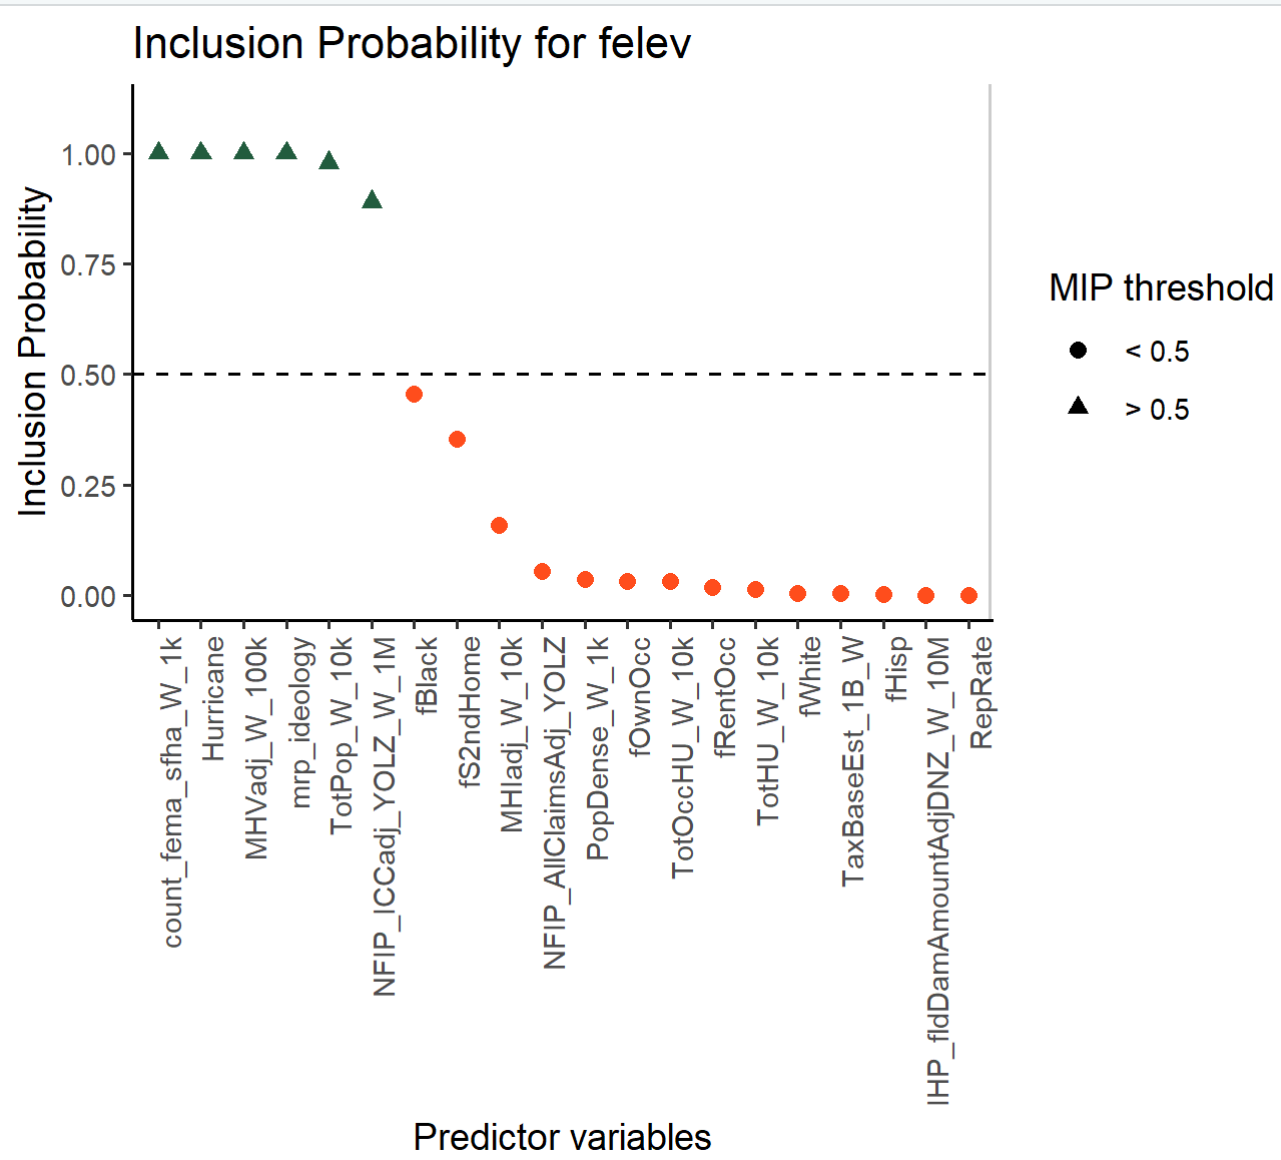 Inclusion Probability for felev
Inclusion Probability
1.00
0.75
0.50
0.25
0.00
count_fema_sfha_W_1k
Hurricane
MHVadj_W_100k
mrp_ideology
TotPop_W_10k
NFIP_ICCadj_YOLZ_W_1M
fBlack
fS2ndHome
MHIadj_W_10k
NFIP_AllClaimsAdj_YOLZ
PopDense_W_1k
fOwnOcc
TotOccHU_W_10k
fRentOcc
TotHU_W_10k
fWhite
TaxBaseEst_1B_W
fHisp
IHP_fldDamAmountAdjDNZ_W_10M
RepRate
Predictor variables
MIP threshold
< 0.5
> 0.5